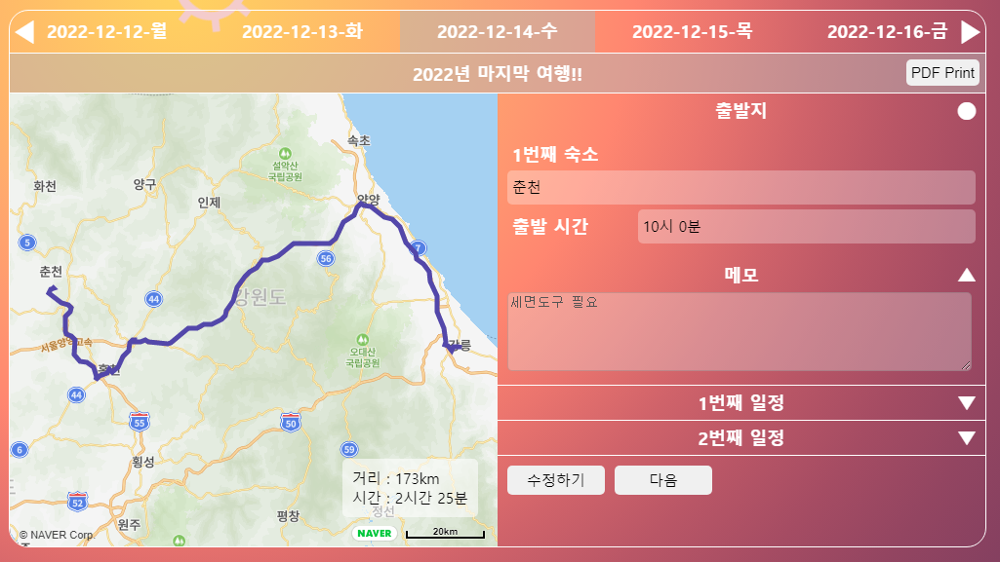 2022-12-12-월 2022-12-13-화 2022-12-14-수 2022-12-15-목 2022-12-16-금
2022년 마지막 여행!!
PDF Print
속초
설악산
국립공원
화천
양구
인제
양양
5
7
56
춘천
44
강원도
서울양양고속
오대산
국립공원
강릉
홍천
44
55
50
6
59
횡성
52
원주
평창
정선
거리 : 173km
시간 : 2시간 25분
© NAVER Corp.
NAVER
20km
출발지
1번째 숙소
춘천
출발 시간
10시 0분
메모
세면도구 필요
1번째 일정
2번째 일정
수정하기
다음